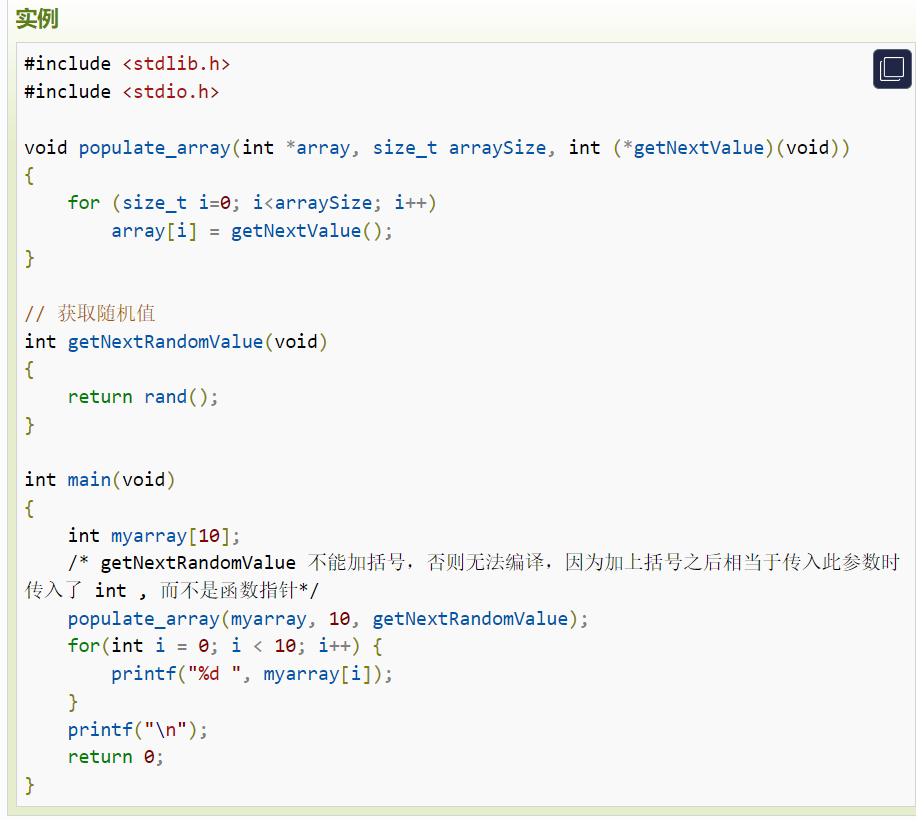 实例
#include <stdlib.h>
#include <stdio.h>
void populate_array(int *array, size_t arraySize, int (*getNextValue)(void))
{
    for (size_t i=0; i<arraySize; i++)
        array[i] = getNextValue();
}
// 获取随机值
int getNextRandomValue(void)
{
    return rand();
}
int main(void)
{
    int myarray[10];
    /* getNextRandomValue 不能加括号，否则无法编译，因为加上括号之后相当于传入此参数时
传入了 int , 而不是函数指针*/
    populate_array(myarray, 10, getNextRandomValue);
    for(int i = 0; i < 10; i++) {
        printf("%d ", myarray[i]);
    }
    printf("\n");
    return 0;
}